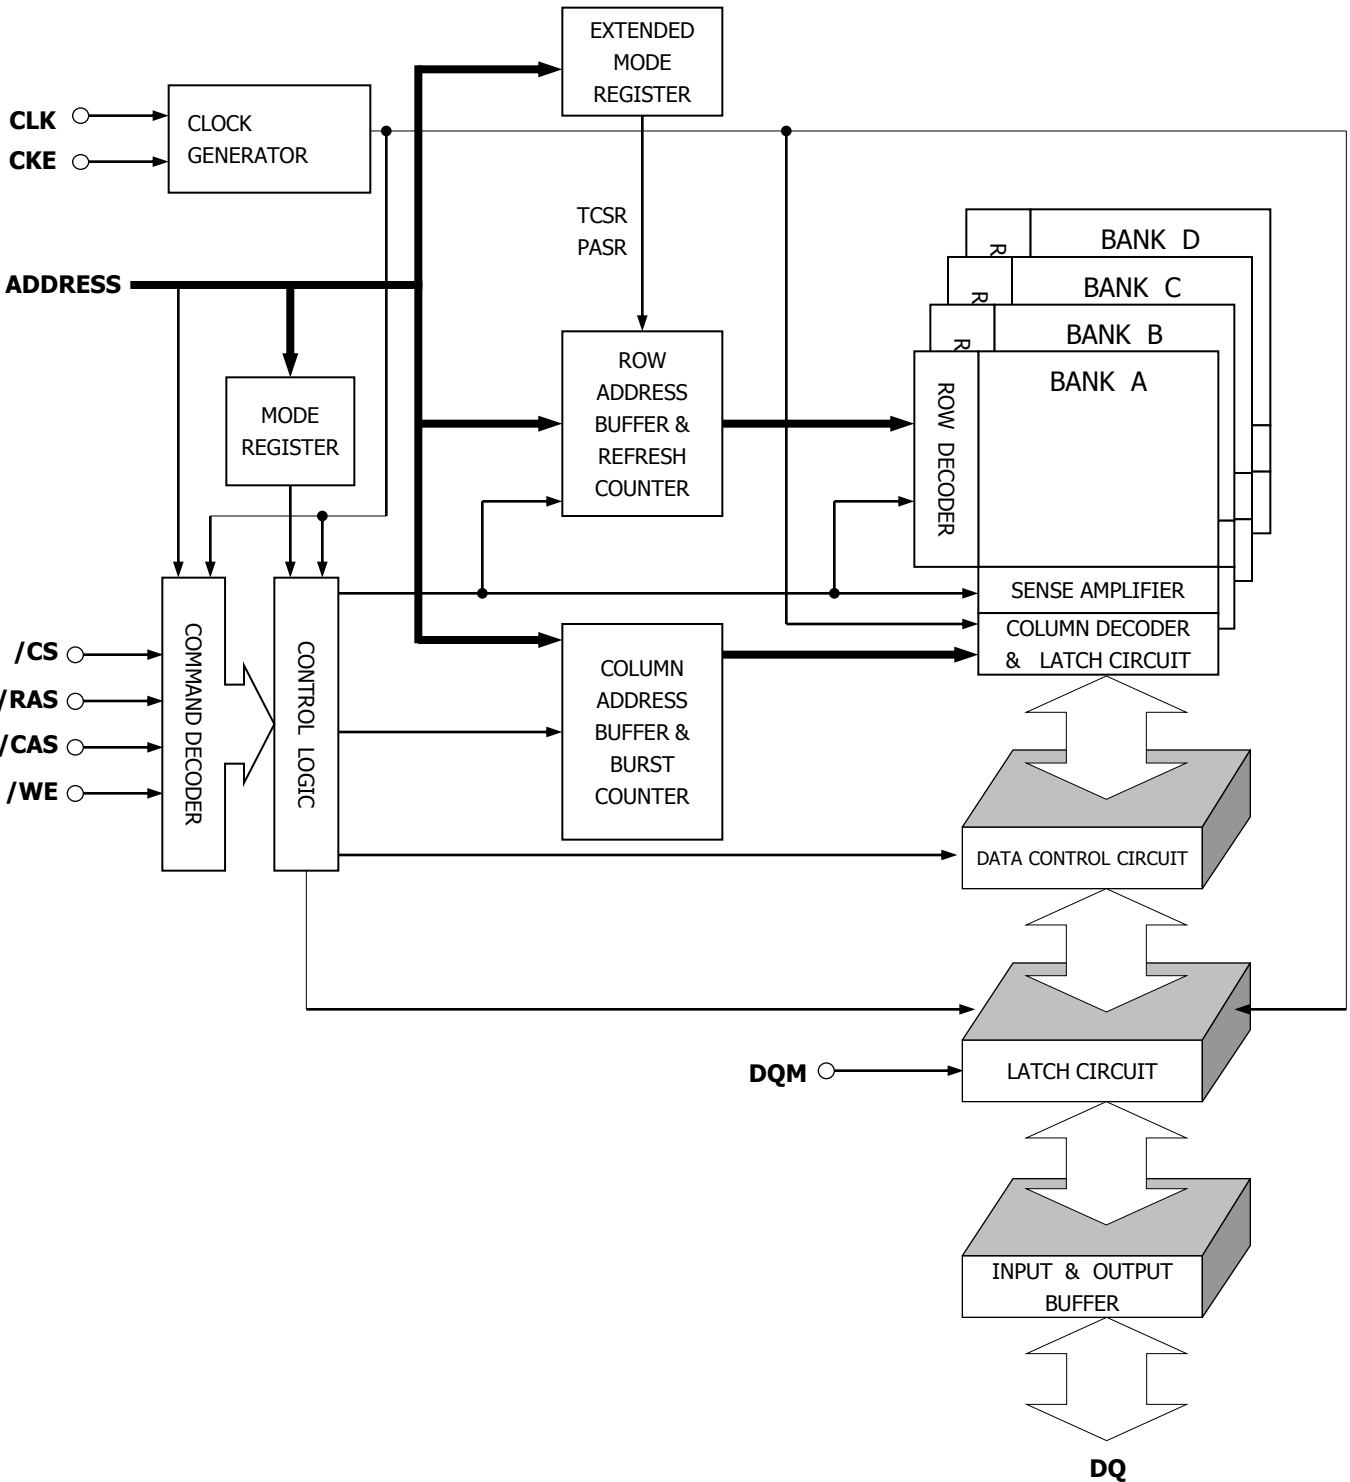 EXTENDED
MODE
REGISTER
CLK
CKE
CLOCK
GENERATOR
TCSR
PASR
ADDRESS
BANK D
R
BANK C
R
BANK B
R
BANK A
ROW DECODER
ROW
ADDRESS
BUFFER &
REFRESH
COUNTER
MODE
REGISTER
SENSE AMPLIFIER
COLUMN DECODER
& LATCH CIRCUIT
/CS
/RAS
/CAS
/WE
COMMAND DECODER
CONTROL LOGIC
COLUMN
ADDRESS
BUFFER &
BURST
COUNTER
DATA CONTROL CIRCUIT
DQM
LATCH CIRCUIT
INPUT & OUTPUT
BUFFER
DQ